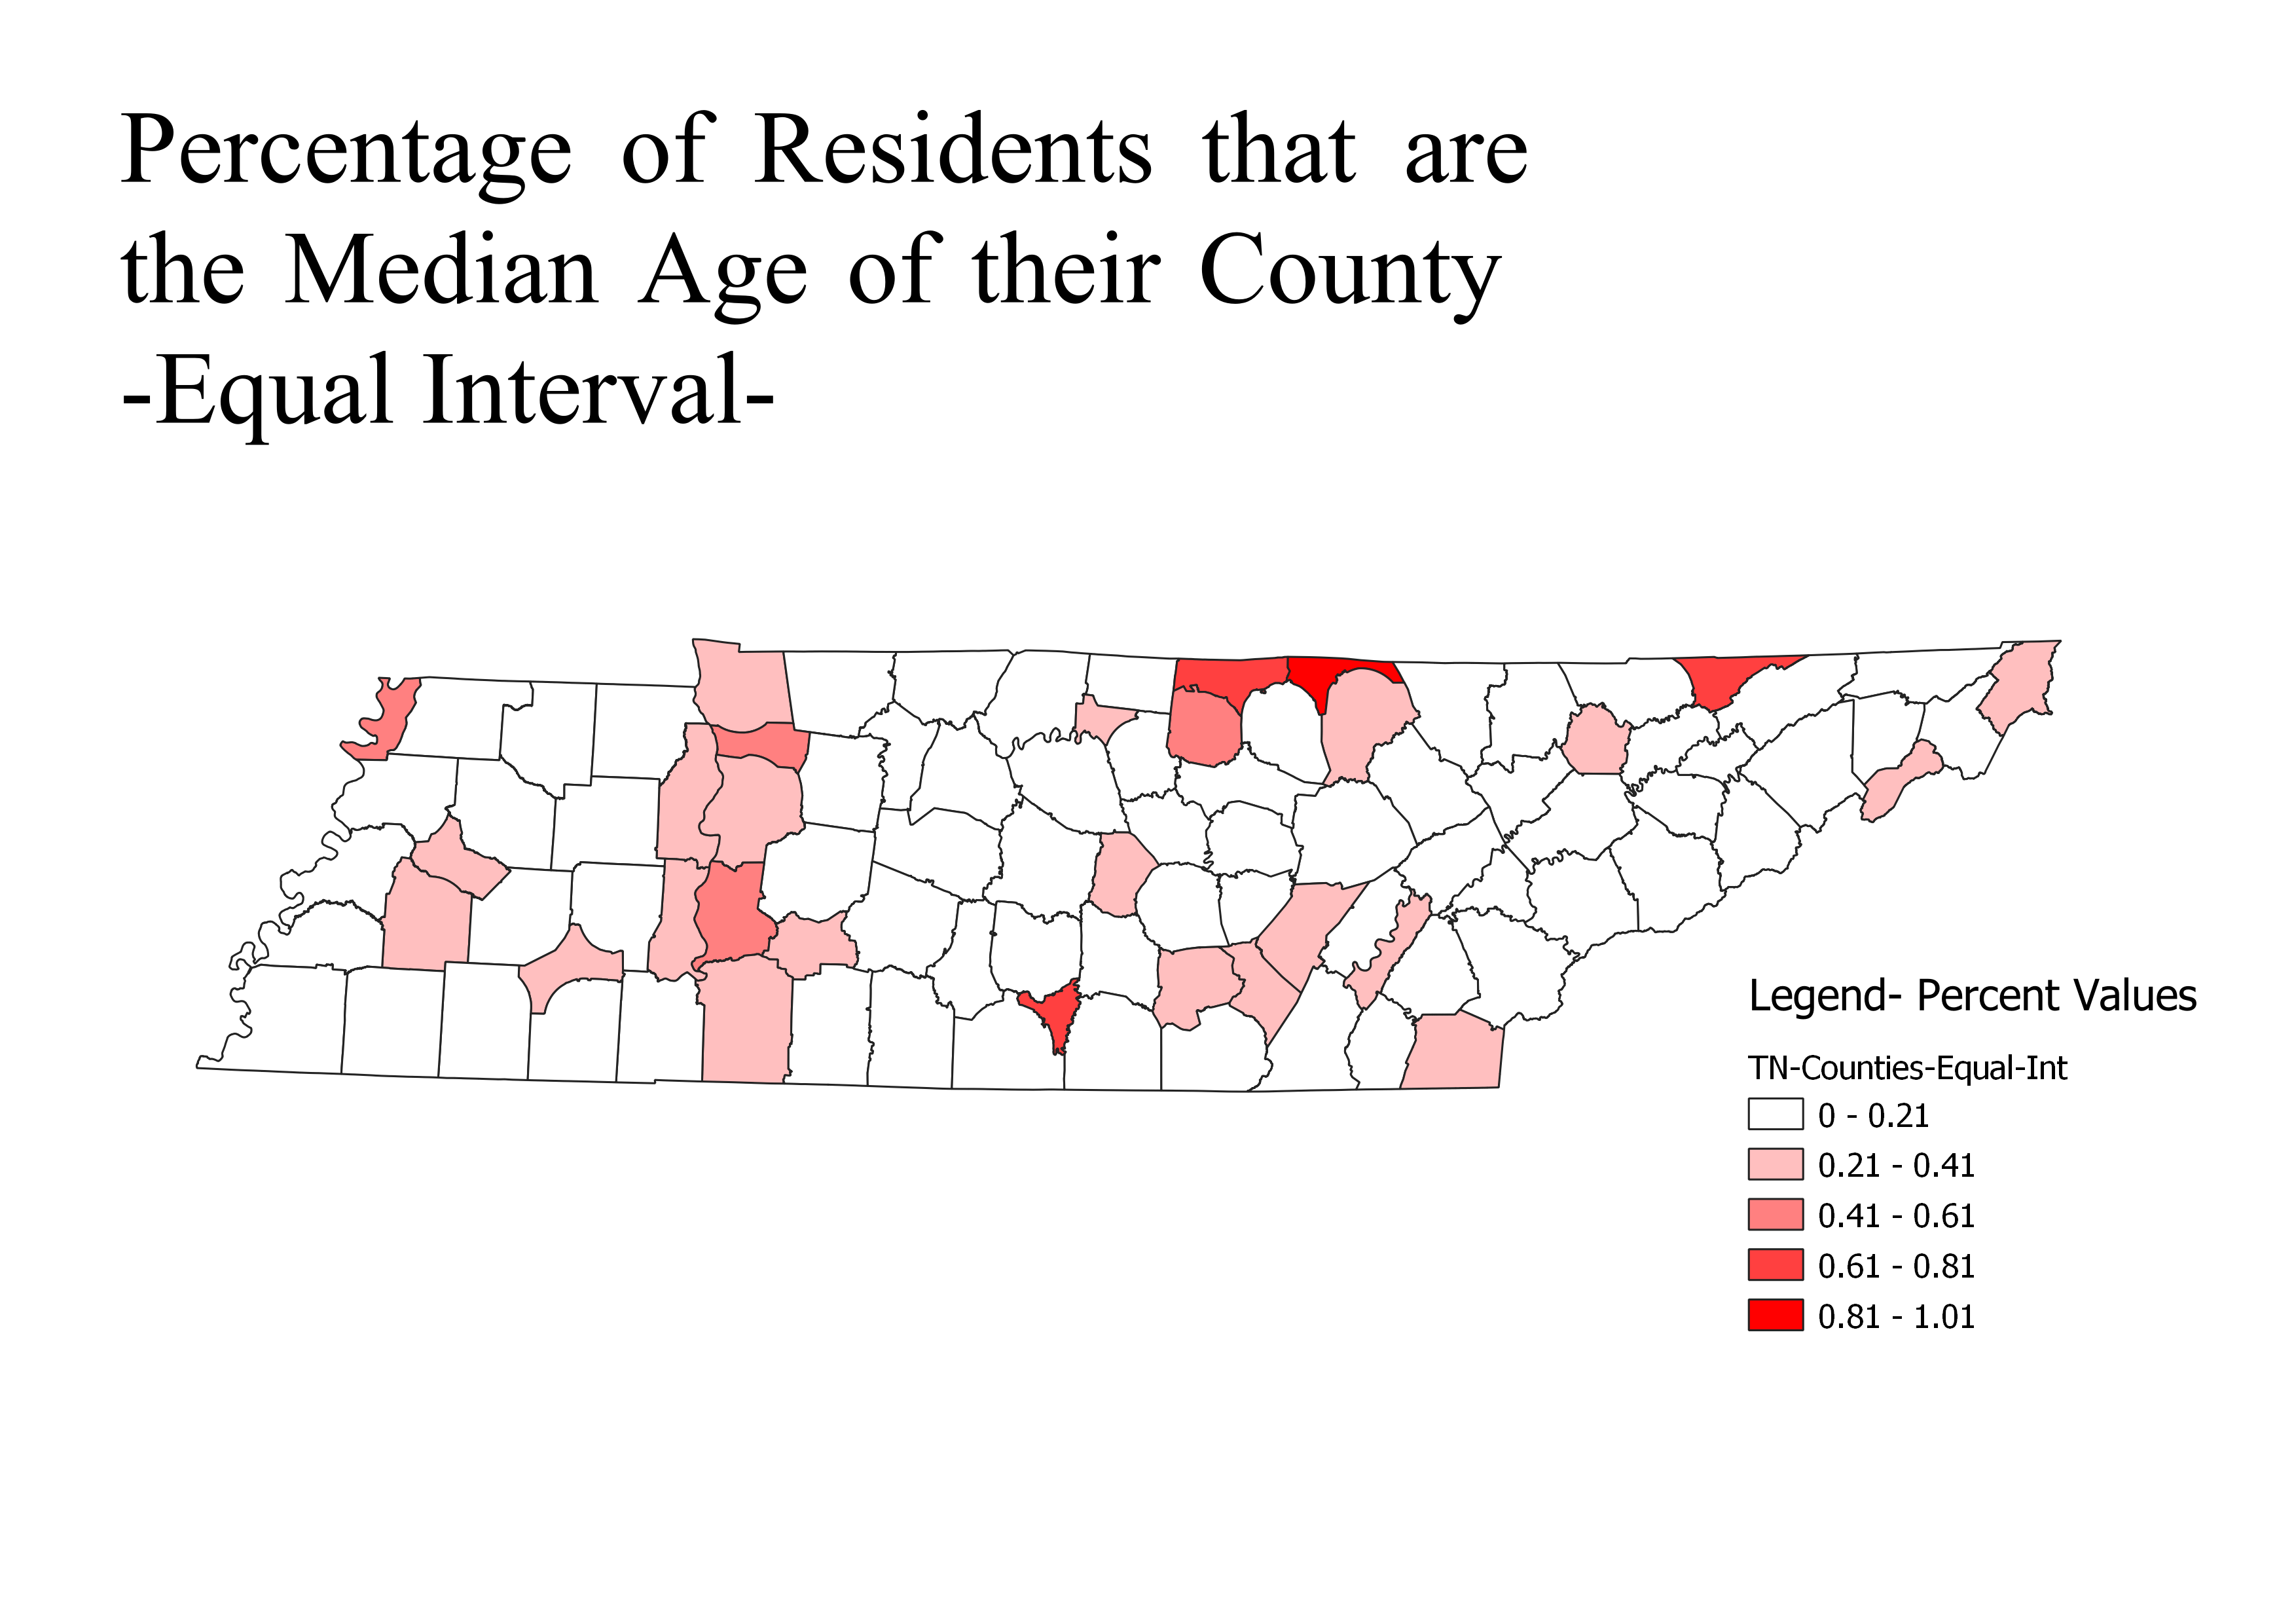 Percentage of Residents that are
the Median Age of their County
-Equal Interval-
Legend- Percent Values
TN-Counties-Equal-Int
0 - 0.21
0.21 - 0.41
0.41 - 0.61
0.61 - 0.81
0.81 - 1.01